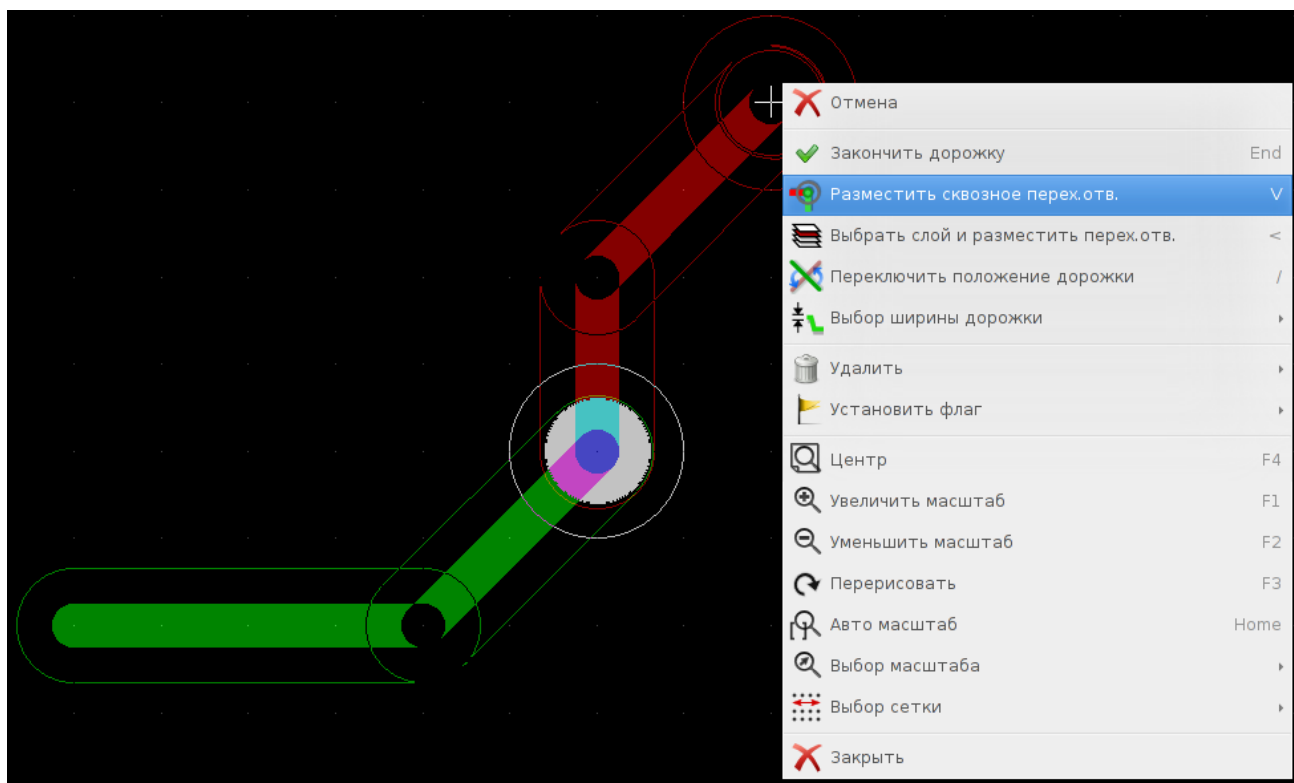 Отмена
Закончить дорожку End
Разместить сквозное перех.отв. V
Выбрать слой и разместить перех.отв. <
Переключить положение дорожки /
Выбор ширины дорожки
Удалить
Установить флаг
Центр F4
Увеличить масштаб F1
Уменьшить масштаб F2
Перерисовать F3
Авто масштаб Home
Выбор масштаба
Выбор сетки
Закрыть